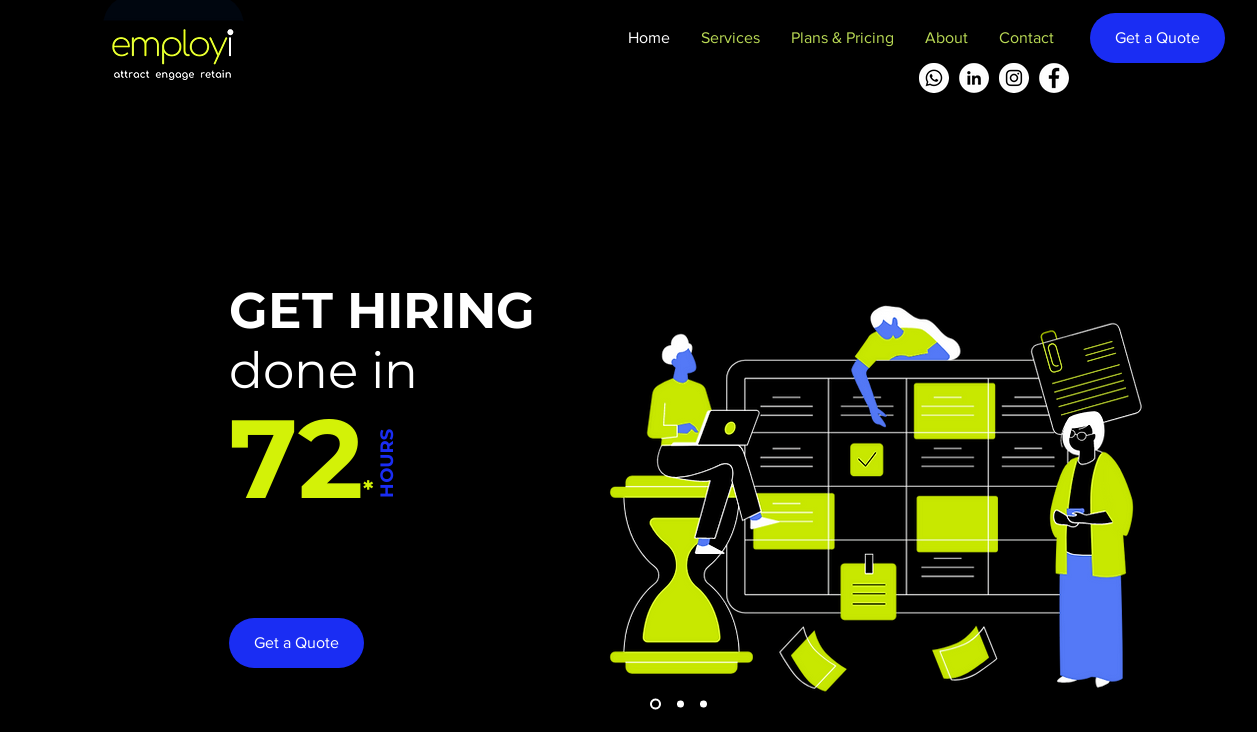 employi
attract engage retain
Home
Services
Plans & Pricing
About
Contact
Get a Quote
in
GET HIRING
done in
72*
HOURS
Get a Quote